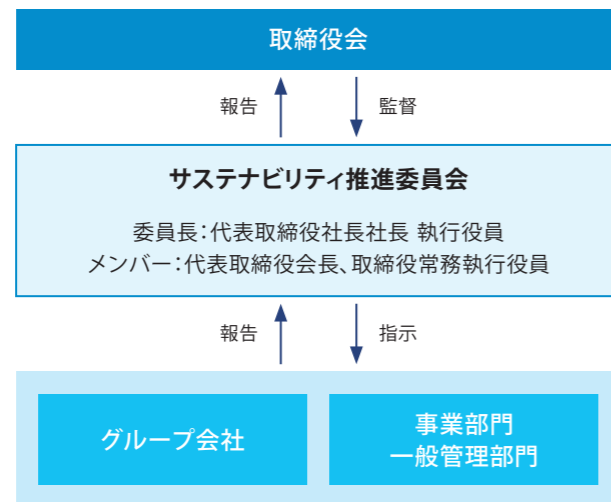 取締役会
報告
監督
サステナビリティ推進委員会
委員長：代表取締役社長社長 執行役員
メンバー：代表取締役会長、取締役常務執行役員
報告
指示
グループ会社
事業部門
一般管理部門